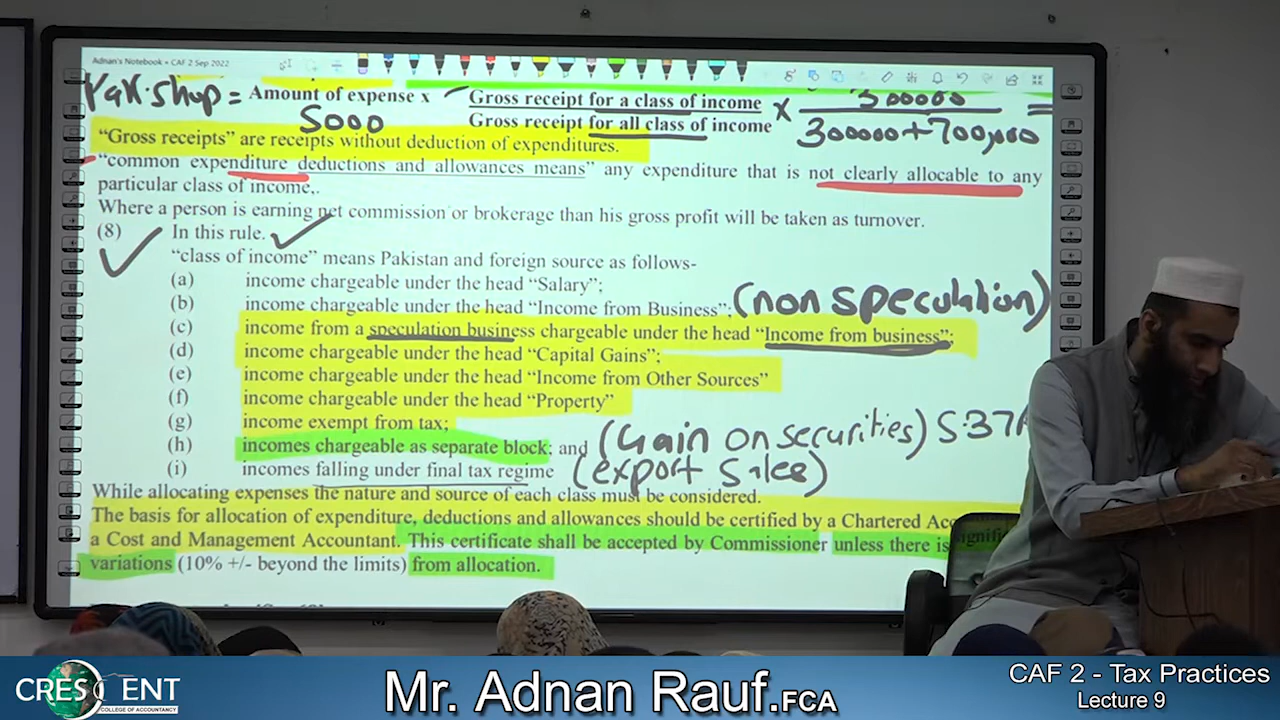 Adnan's Notebook • CAF 2 Sep 2022
= Amount of expense x Gross receipt for a class of income x 300000 =
5000 Gross receipt for all class of income 300000+700,000
“Gross receipts” are receipts without deduction of expenditures.
“common expenditure deductions and allowances means” any expenditure that is not clearly allocable to any
particular class of income,.
Where a person is earning net commission or brokerage than his gross profit will be taken as turnover.
(8) In this rule.
“class of income” means Pakistan and foreign source as follows-
(a) income chargeable under the head “Salary”;
(b) income chargeable under the head “Income from Business”; (non speculation)
(c) income from a speculation business chargeable under the head “Income from business”;
(d) income chargeable under the head “Capital Gains”;
(e) income chargeable under the head “Income from Other Sources”
(f) income chargeable under the head “Property”
(g) income exempt from tax;
(h) incomes chargeable as separate block; and (Gain on securities) S.37A
(i) incomes falling under final tax regime (export sales)
While allocating expenses the nature and source of each class must be considered.
The basis for allocation of expenditure, deductions and allowances should be certified by a Chartered
a Cost and Management Accountant. This certificate shall be accepted by Commissioner unless there is
variations (10% +/- beyond the limits) from allocation.
CRESCENT
COLLEGE OF ACCOUNTANCY
Mr. Adnan Rauf.FCA
CAF 2 - Tax Practices
Lecture 9